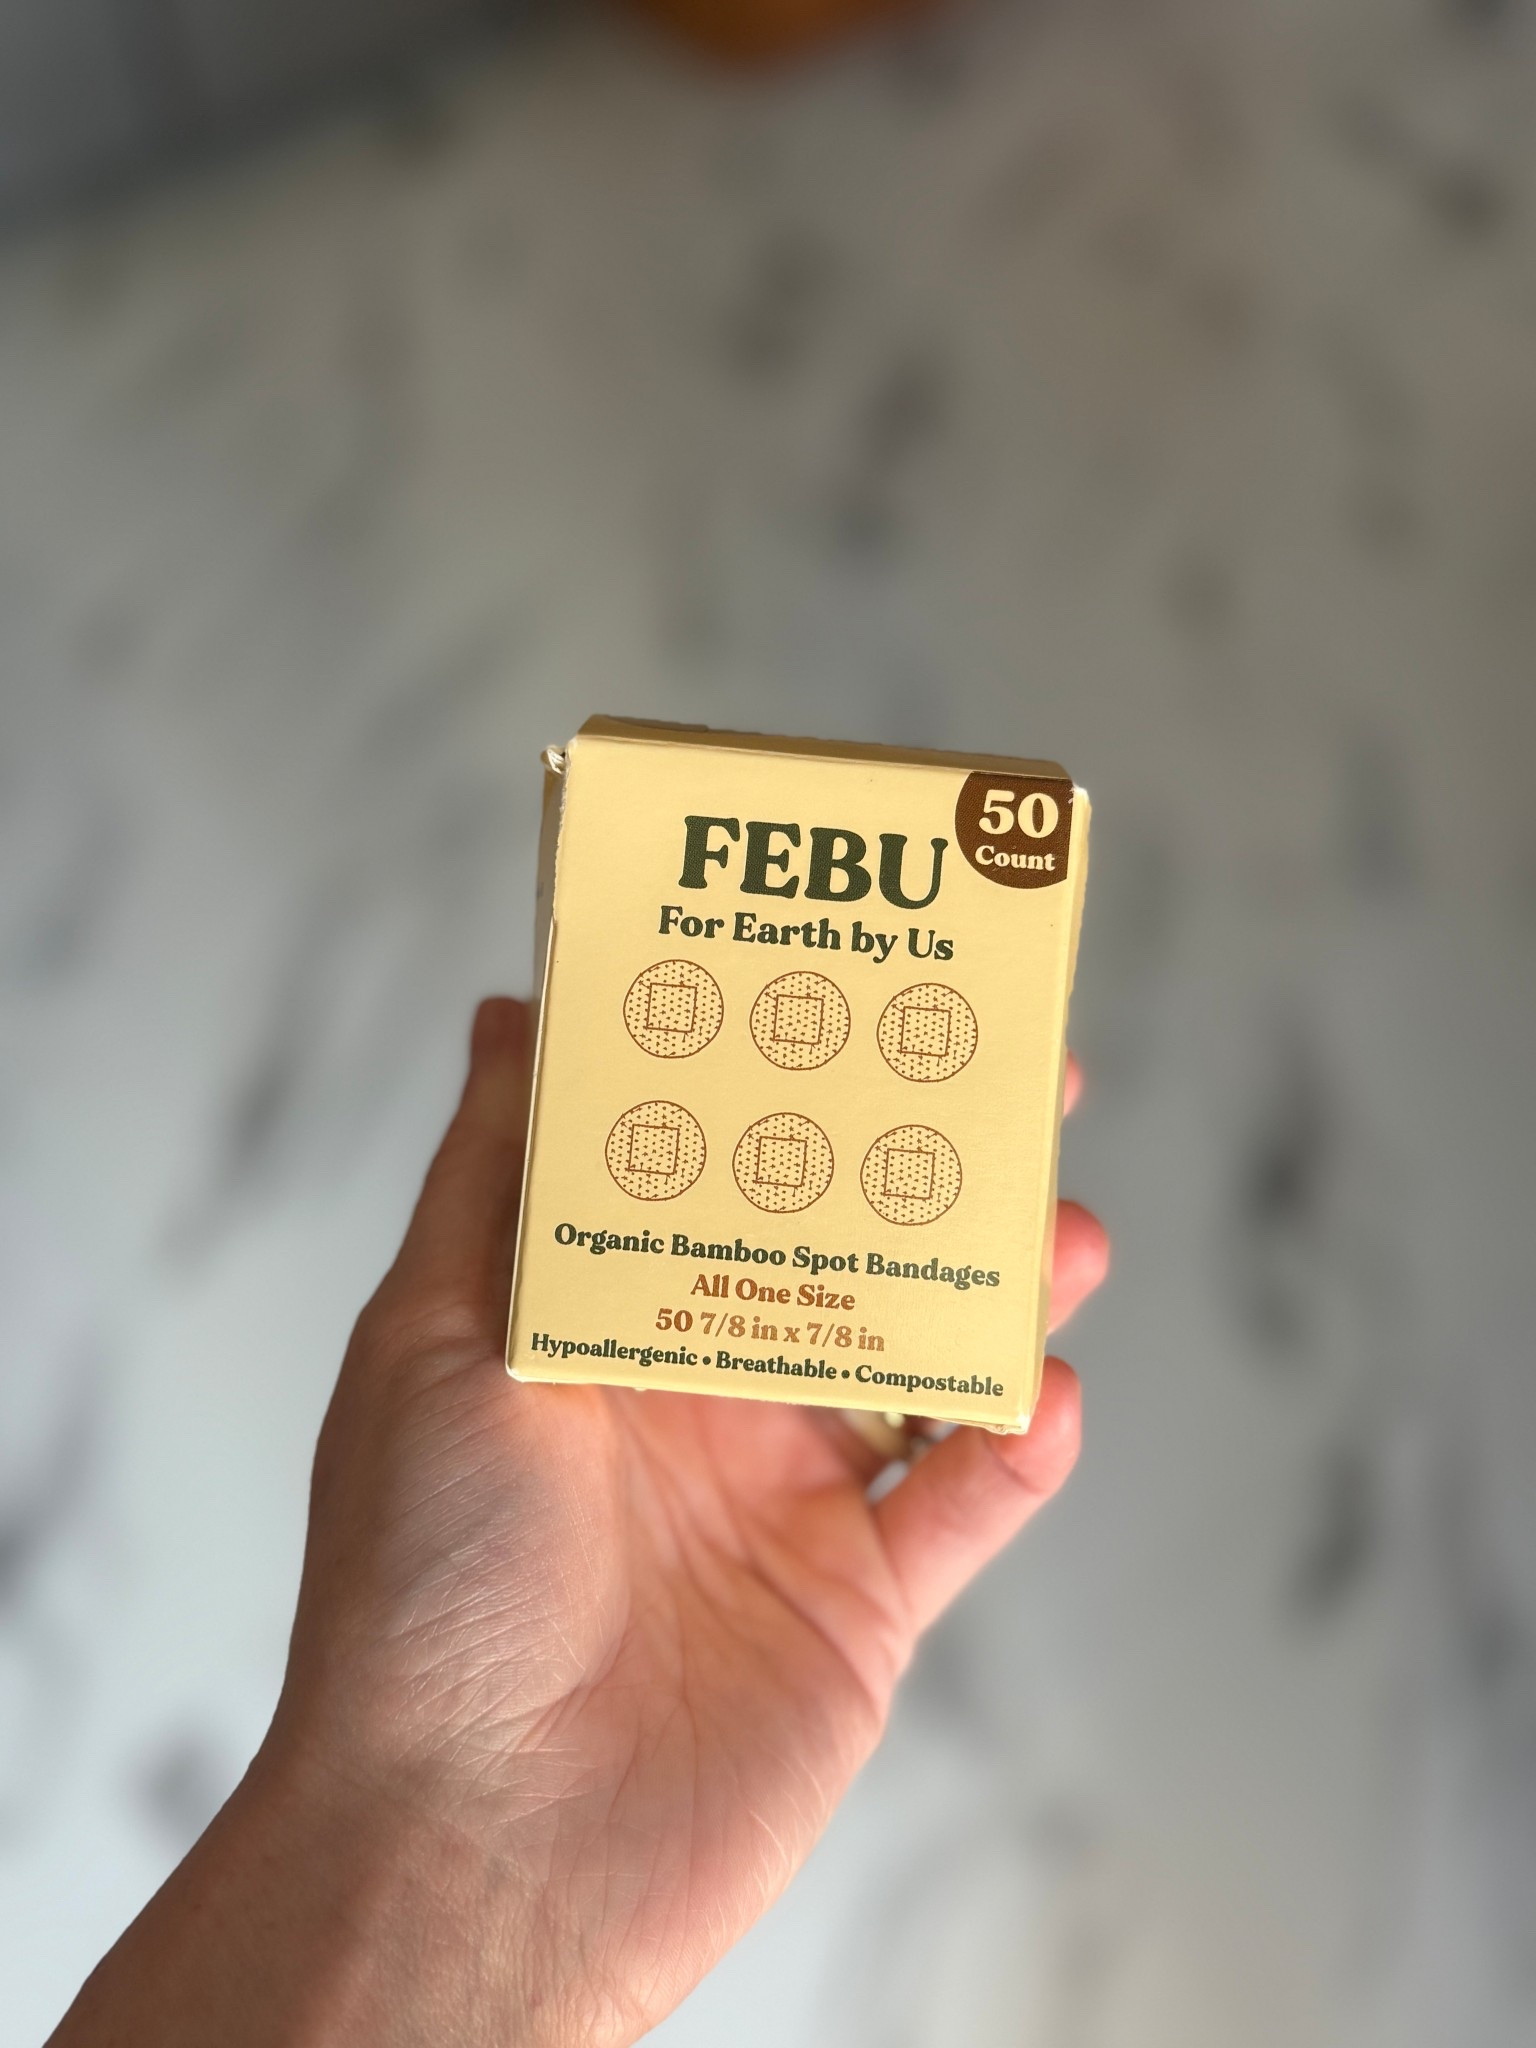 50
Count
FEBU
For Earth by Us
Organic Bamboo Spot Bandages
All One Size
50 7/8 in x 7/8 in
Hypoallergenic • Breathable • Compostable